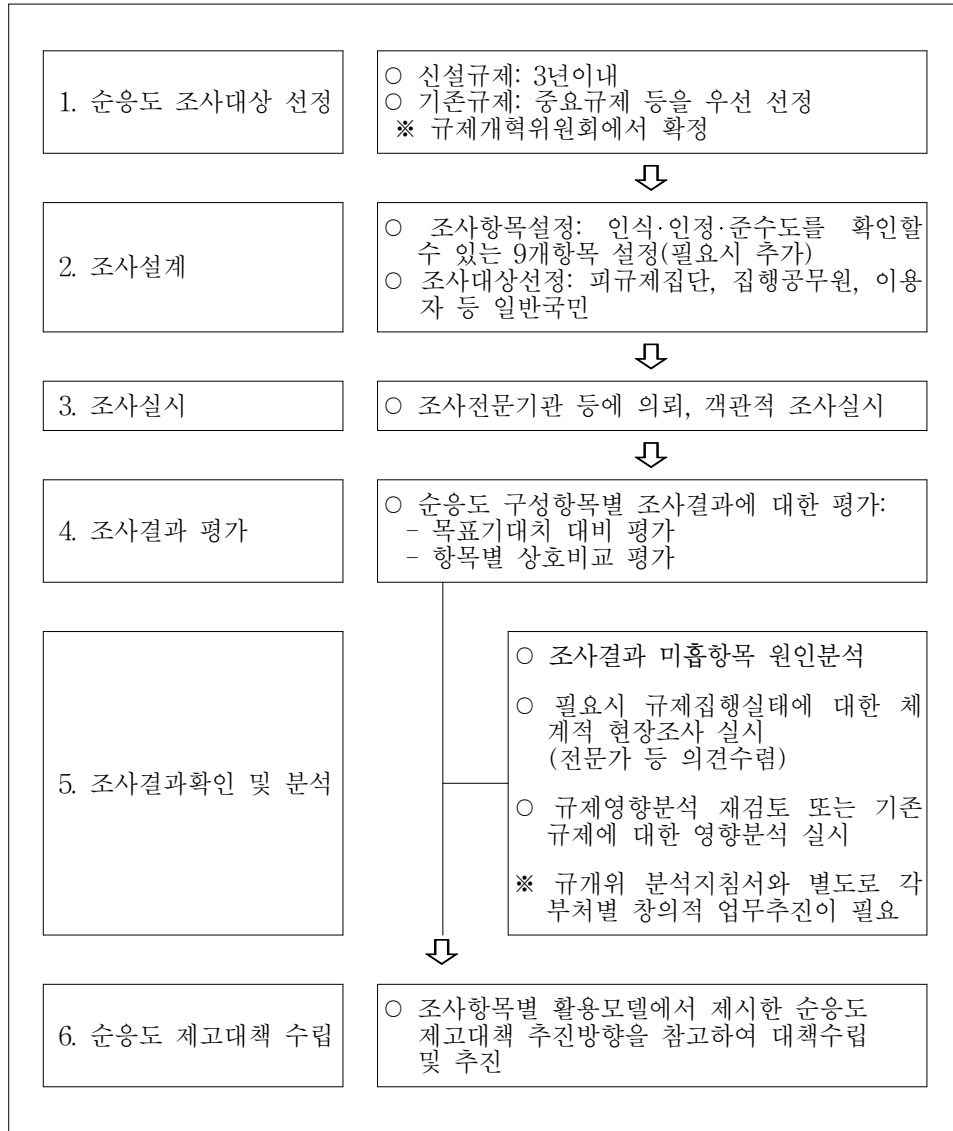 1. 순응도 조사대상 선정
○ 신설규제: 3년이내
○ 기존규제: 중요규제 등을 우선 선정
※ 규제개혁위원회에서 확정
2. 조사설계
○ 조사항목설정: 인식·인정·준수도를 확인할
수 있는 9개항목 설정(필요시 추가)
○ 조사대상선정: 피규제집단, 집행공무원, 이용
자 등 일반국민
3. 조사실시
○ 조사전문기관 등에 의뢰, 객관적 조사실시
4. 조사결과 평가
○ 순응도 구성항목별 조사결과에 대한 평가:
- 목표기대치 대비 평가
- 항목별 상호비교 평가
5. 조사결과확인 및 분석
○ 조사결과 미흡항목 원인분석
○ 필요시 규제집행실태에 대한 체
계적 현장조사 실시
(전문가 등 의견수렴)
○ 규제영향분석 재검토 또는 기존
규제에 대한 영향분석 실시
※ 규개위 분석지침서와 별도로 각
부처별 창의적 업무추진이 필요
6. 순응도 제고대책 수립
○ 조사항목별 활용모델에서 제시한 순응도
제고대책 추진방향을 참고하여 대책수립
및 추진